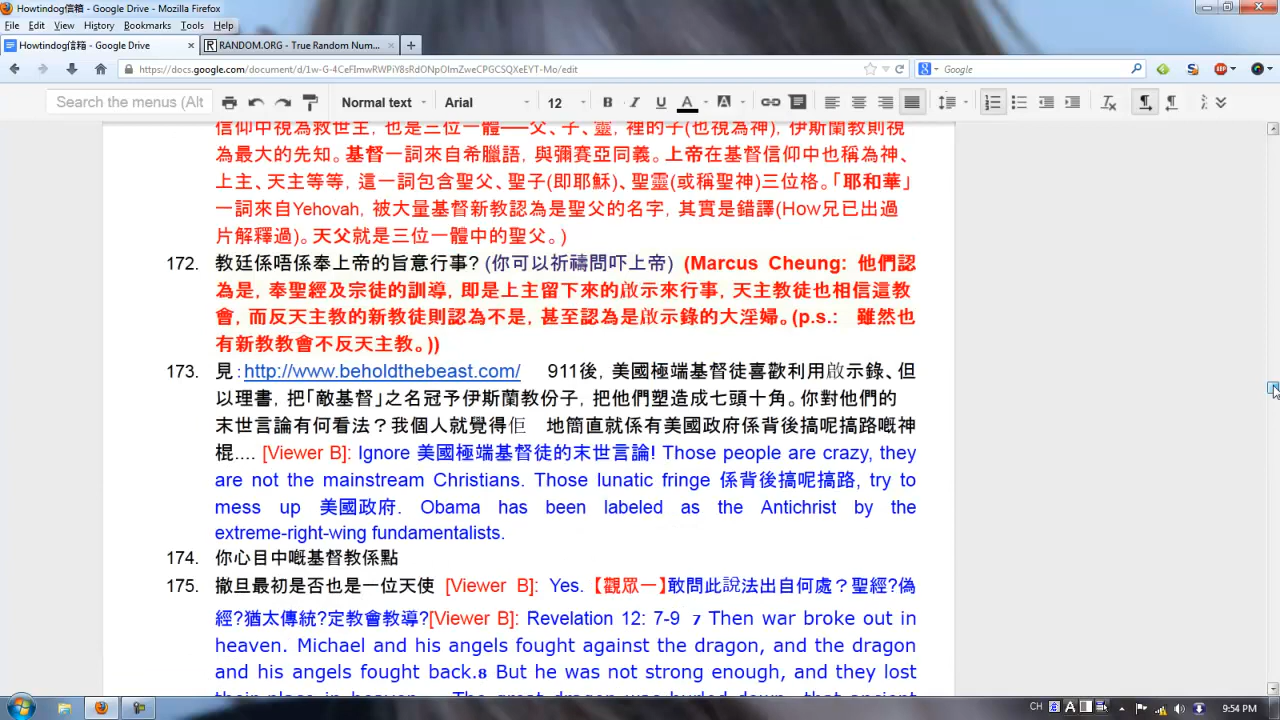 Howtindog信箱 - Google Drive - Mozilla Firefox
File Edit View History Bookmarks Tools Help
Howtindog信箱 - Google Drive × RANDOM.ORG - True Random Num... × +
https://docs.google.com/document/d/1w-G-4CeFImwRWPiY8sRdONpOlmZweCPGCSQXeEYT-Mo/edit Google
Search the menus (Alt Normal text Arial 12 B I U A A
信仰中視為救世主，也是三位一體──父、子、靈，裡的子(也視為神)，伊斯蘭教則視
為最大的先知。基督一詞來自希臘語，與彌賽亞同義。上帝在基督信仰中也稱為神、
上主、天主等等，這一詞包含聖父、聖子(即耶穌)、聖靈(或稱聖神)三位格。「耶和華」
一詞來自Yehovah，被大量基督新教認為是聖父的名字，其實是錯譯(How兄已出過
片解釋過)。天父就是三位一體中的聖父。)
172. 教廷係唔係奉上帝的旨意行事? (你可以祈禱問吓上帝) (Marcus Cheung: 他們認
為是，奉聖經及宗徒的訓導，即是上主留下來的啟示來行事，天主教徒也相信這教
會，而反天主教的新教徒則認為不是，甚至認為是啟示錄的大淫婦。(p.s.: 雖然也
有新教教會不反天主教。))
173. 見：http://www.beholdthebeast.com/ 911後，美國極端基督徒喜歡利用啟示錄、但
以理書，把「敵基督」之名冠予伊斯蘭教份子，把他們塑造成七頭十角。你對他們的
末世言論有何看法？我個人就覺得佢 地簡直就係有美國政府係背後搞呢搞路嘅神
棍.... [Viewer B]: Ignore 美國極端基督徒的末世言論! Those people are crazy, they
are not the mainstream Christians. Those lunatic fringe 係背後搞呢搞路, try to
mess up 美國政府. Obama has been labeled as the Antichrist by the
extreme-right-wing fundamentalists.
174. 你心目中嘅基督教係點
175. 撒旦最初是否也是一位天使 [Viewer B]: Yes.【觀眾一】敢問此說法出自何處？聖經?偽
經?猶太傳統?定教會教導?[Viewer B]: Revelation 12: 7-9 7 Then war broke out in
heaven. Michael and his angels fought against the dragon, and the dragon
and his angels fought back.8 But he was not strong enough, and they lost
their place in heaven. The great dragon was hurled down that ancient
CH A 9:54 PM